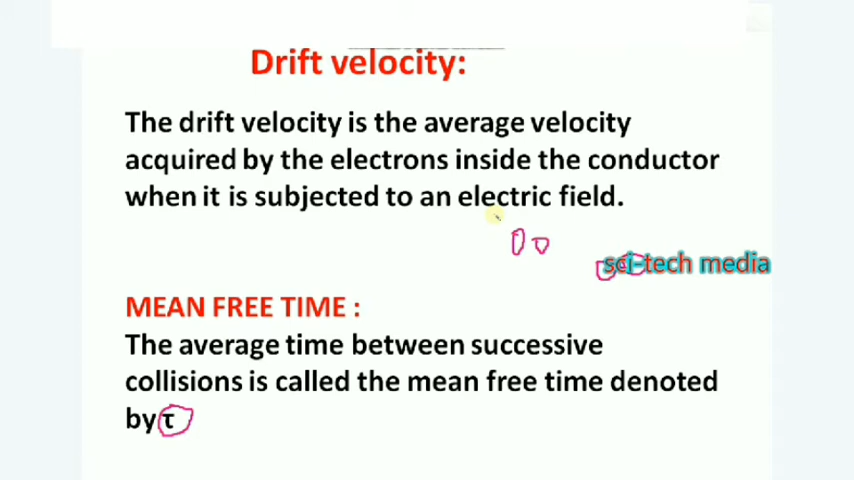 Drift velocity:
The drift velocity is the average velocity
acquired by the electrons inside the conductor
when it is subjected to an electric field.
sci-tech media
MEAN FREE TIME :
The average time between successive
collisions is called the mean free time denoted
by τ